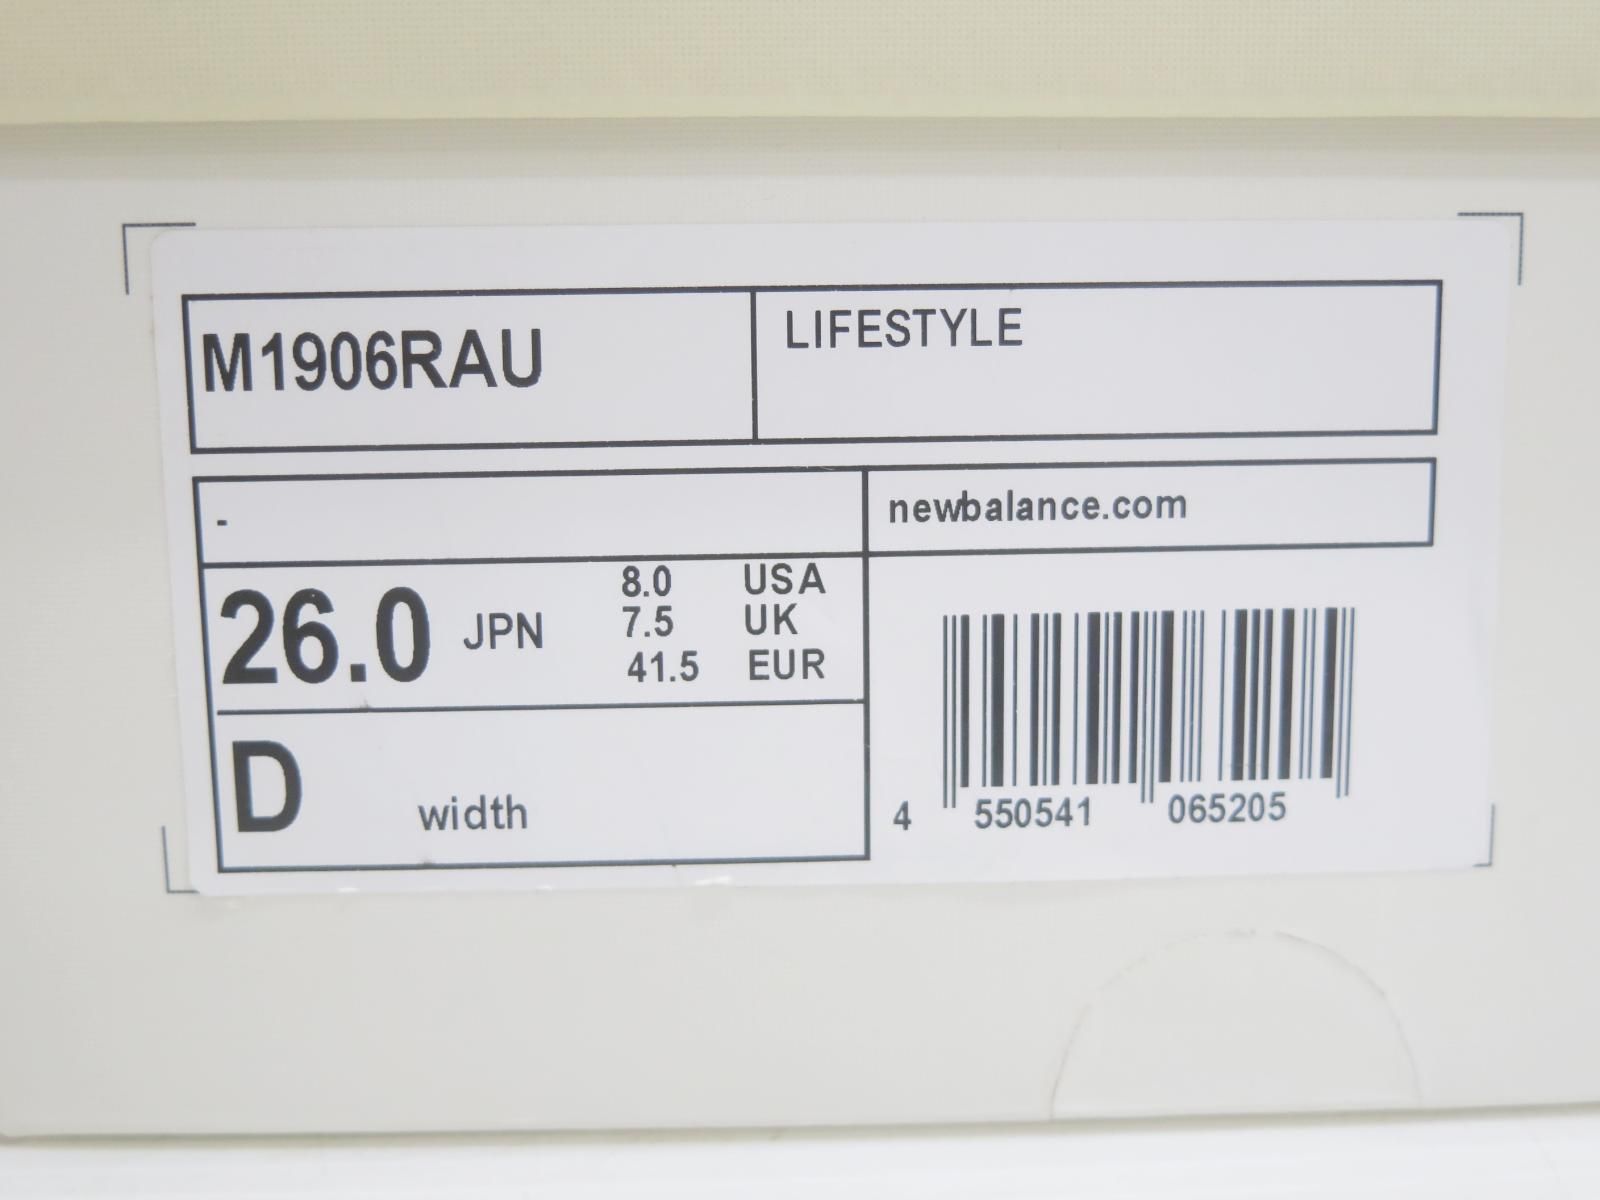 M1906RAU
LIFESTYLE
-
newbalance.com
26.0 JPN
8.0 USA
7.5 UK
41.5 EUR
D width
4 550541 065205